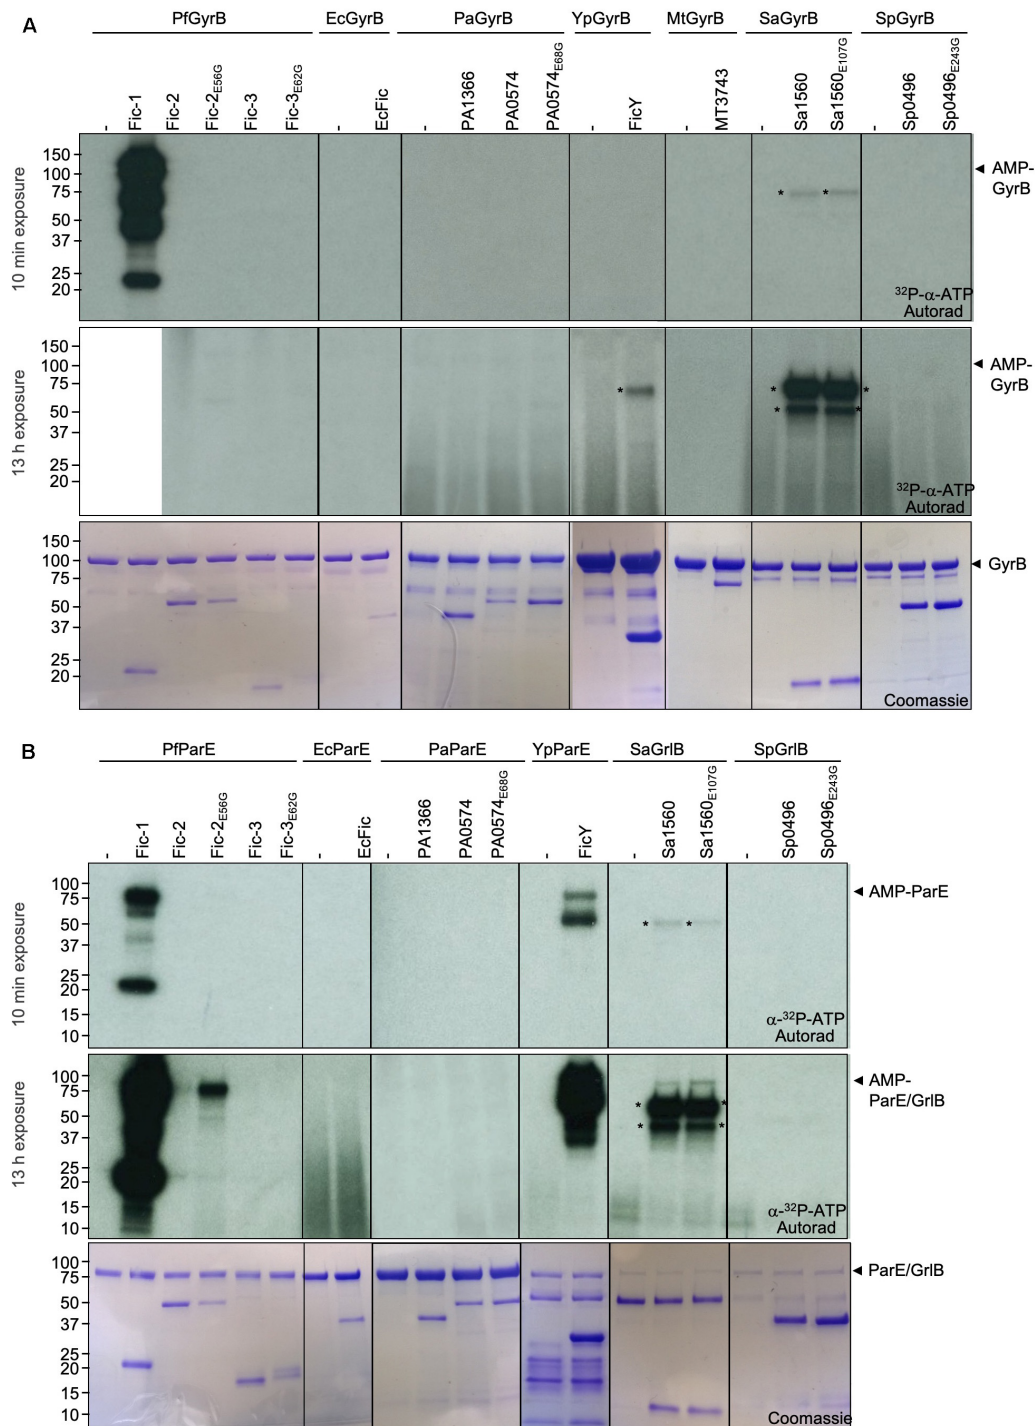 A
PfGyrB EcGyrB PaGyrB YpGyrB MtGyrB SaGyrB SpGyrB
- Fic-1 Fic-2 Fic-2E56G Fic-3 Fic-3E62G - EcFic - PA1366 PA0574 PA0574E68G - FicY - MT3743 - Sa1560 Sa1560E107G - Sp0496 Sp0496E243G
10 min exposure
150
100
75
50
37
25
20
* *
◄ AMP-
GyrB
32P-α-ATP
Autorad
13 h exposure
150
100
75
50
37
25
20
* * *
* *
◄ AMP-
GyrB
32P-α-ATP
Autorad
150
100
75
50
37
25
20
◄ GyrB
Coomassie
B
PfParE EcParE PaParE YpParE SaGrlB SpGrlB
- Fic-1 Fic-2 Fic-2E56G Fic-3 Fic-3E62G - EcFic - PA1366 PA0574 PA0574E68G - FicY - Sa1560 Sa1560E107G - Sp0496 Sp0496E243G
10 min exposure
100
75
50
37
25
20
15
10
* *
◄ AMP-ParE
α-32P-ATP
Autorad
13 h exposure
100
75
50
37
25
20
15
10
* *
* *
◄ AMP-
ParE/GrlB
α-32P-ATP
Autorad
100
75
50
37
25
20
15
10
◄ ParE/GrlB
Coomassie